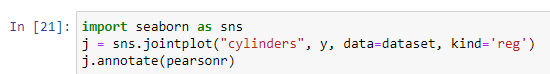 In [21]: import seaborn as sns
j = sns.jointplot("cylinders", y, data=dataset, kind='reg')
j.annotate(pearsonr)